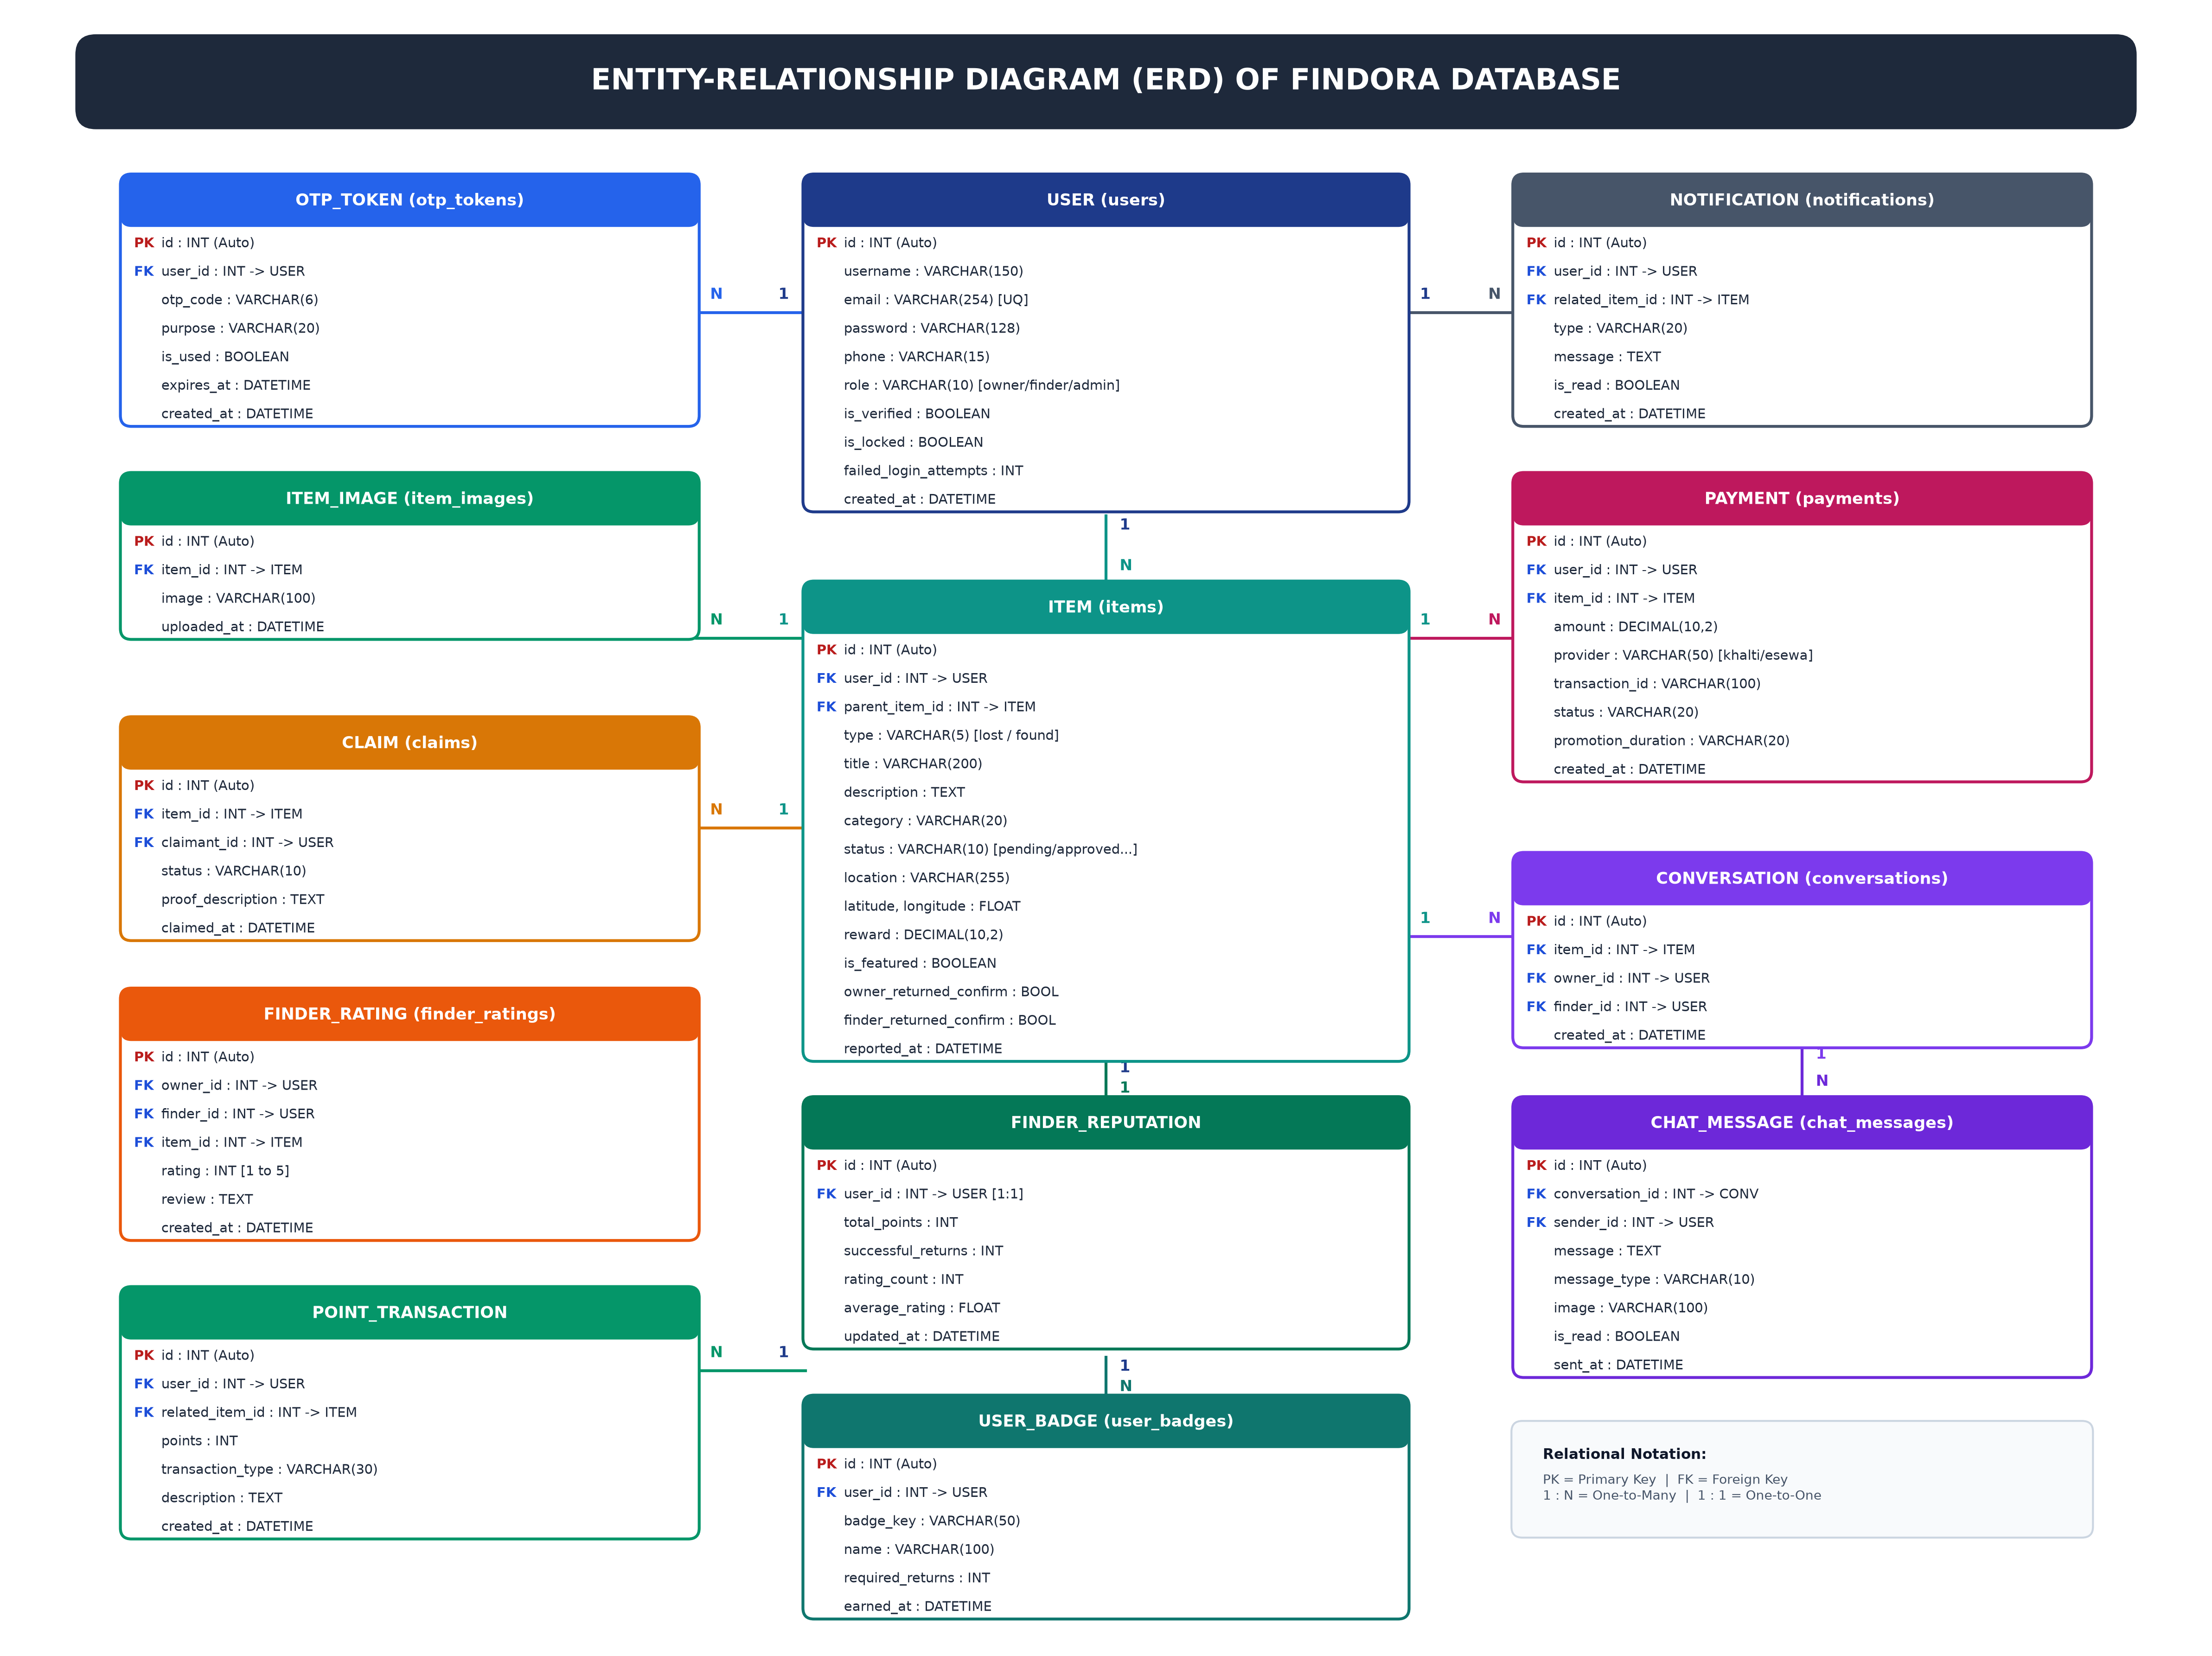 ENTITY-RELATIONSHIP DIAGRAM (ERD) OF FINDORA DATABASE
OTP_TOKEN (otp_tokens)
PK id : INT (Auto)
FK user_id : INT -> USER
otp_code : VARCHAR(6)
purpose : VARCHAR(20)
is_used : BOOLEAN
expires_at : DATETIME
created_at : DATETIME
N 1
USER (users)
PK id : INT (Auto)
username : VARCHAR(150)
email : VARCHAR(254) [UQ]
password : VARCHAR(128)
phone : VARCHAR(15)
role : VARCHAR(10) [owner/finder/admin]
is_verified : BOOLEAN
is_locked : BOOLEAN
failed_login_attempts : INT
created_at : DATETIME
1 N
NOTIFICATION (notifications)
PK id : INT (Auto)
FK user_id : INT -> USER
FK related_item_id : INT -> ITEM
type : VARCHAR(20)
message : TEXT
is_read : BOOLEAN
created_at : DATETIME
ITEM_IMAGE (item_images)
PK id : INT (Auto)
FK item_id : INT -> ITEM
image : VARCHAR(100)
uploaded_at : DATETIME
N 1
1
N
ITEM (items)
PK id : INT (Auto)
FK user_id : INT -> USER
FK parent_item_id : INT -> ITEM
type : VARCHAR(5) [lost / found]
title : VARCHAR(200)
description : TEXT
category : VARCHAR(20)
status : VARCHAR(10) [pending/approved...]
location : VARCHAR(255)
latitude, longitude : FLOAT
reward : DECIMAL(10,2)
is_featured : BOOLEAN
owner_returned_confirm : BOOL
finder_returned_confirm : BOOL
reported_at : DATETIME
1 N
PAYMENT (payments)
PK id : INT (Auto)
FK user_id : INT -> USER
FK item_id : INT -> ITEM
amount : DECIMAL(10,2)
provider : VARCHAR(50) [khalti/esewa]
transaction_id : VARCHAR(100)
status : VARCHAR(20)
promotion_duration : VARCHAR(20)
created_at : DATETIME
CLAIM (claims)
PK id : INT (Auto)
FK item_id : INT -> ITEM
FK claimant_id : INT -> USER
status : VARCHAR(10)
proof_description : TEXT
claimed_at : DATETIME
N 1
1 N
CONVERSATION (conversations)
PK id : INT (Auto)
FK item_id : INT -> ITEM
FK owner_id : INT -> USER
FK finder_id : INT -> USER
created_at : DATETIME
1
N
FINDER_RATING (finder_ratings)
PK id : INT (Auto)
FK owner_id : INT -> USER
FK finder_id : INT -> USER
FK item_id : INT -> ITEM
rating : INT [1 to 5]
review : TEXT
created_at : DATETIME
1
1
FINDER_REPUTATION
PK id : INT (Auto)
FK user_id : INT -> USER [1:1]
total_points : INT
successful_returns : INT
rating_count : INT
average_rating : FLOAT
updated_at : DATETIME
CHAT_MESSAGE (chat_messages)
PK id : INT (Auto)
FK conversation_id : INT -> CONV
FK sender_id : INT -> USER
message : TEXT
message_type : VARCHAR(10)
image : VARCHAR(100)
is_read : BOOLEAN
sent_at : DATETIME
POINT_TRANSACTION
PK id : INT (Auto)
FK user_id : INT -> USER
FK related_item_id : INT -> ITEM
points : INT
transaction_type : VARCHAR(30)
description : TEXT
created_at : DATETIME
N 1
1
N
USER_BADGE (user_badges)
PK id : INT (Auto)
FK user_id : INT -> USER
badge_key : VARCHAR(50)
name : VARCHAR(100)
required_returns : INT
earned_at : DATETIME
Relational Notation:
PK = Primary Key | FK = Foreign Key
1 : N = One-to-Many | 1 : 1 = One-to-One